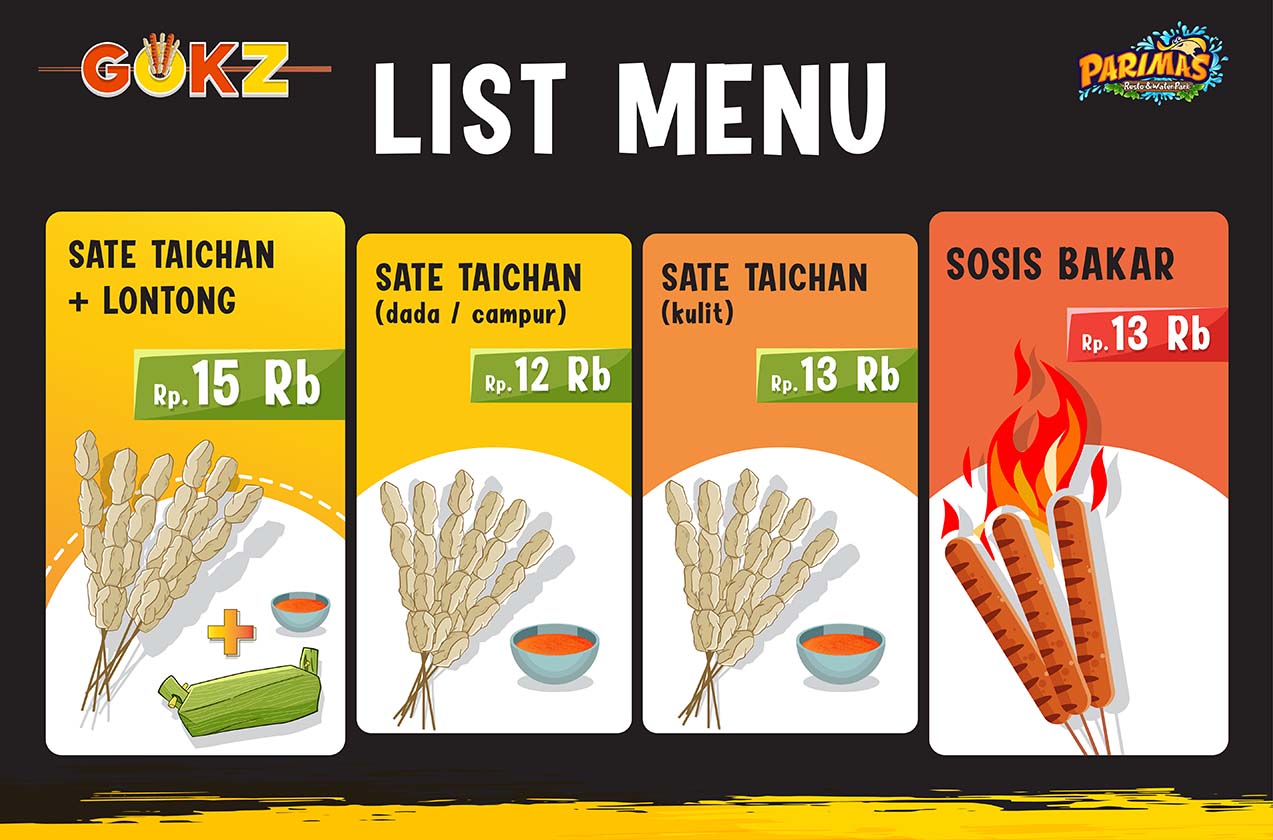 GOKZ
LIST MENU
PARIMAS
Resto & Water Park
SATE TAICHAN
+ LONTONG
Rp.15 Rb
SATE TAICHAN
(dada / campur)
Rp.12 Rb
SATE TAICHAN
(kulit)
Rp.13 Rb
SOSIS BAKAR
Rp.13 Rb